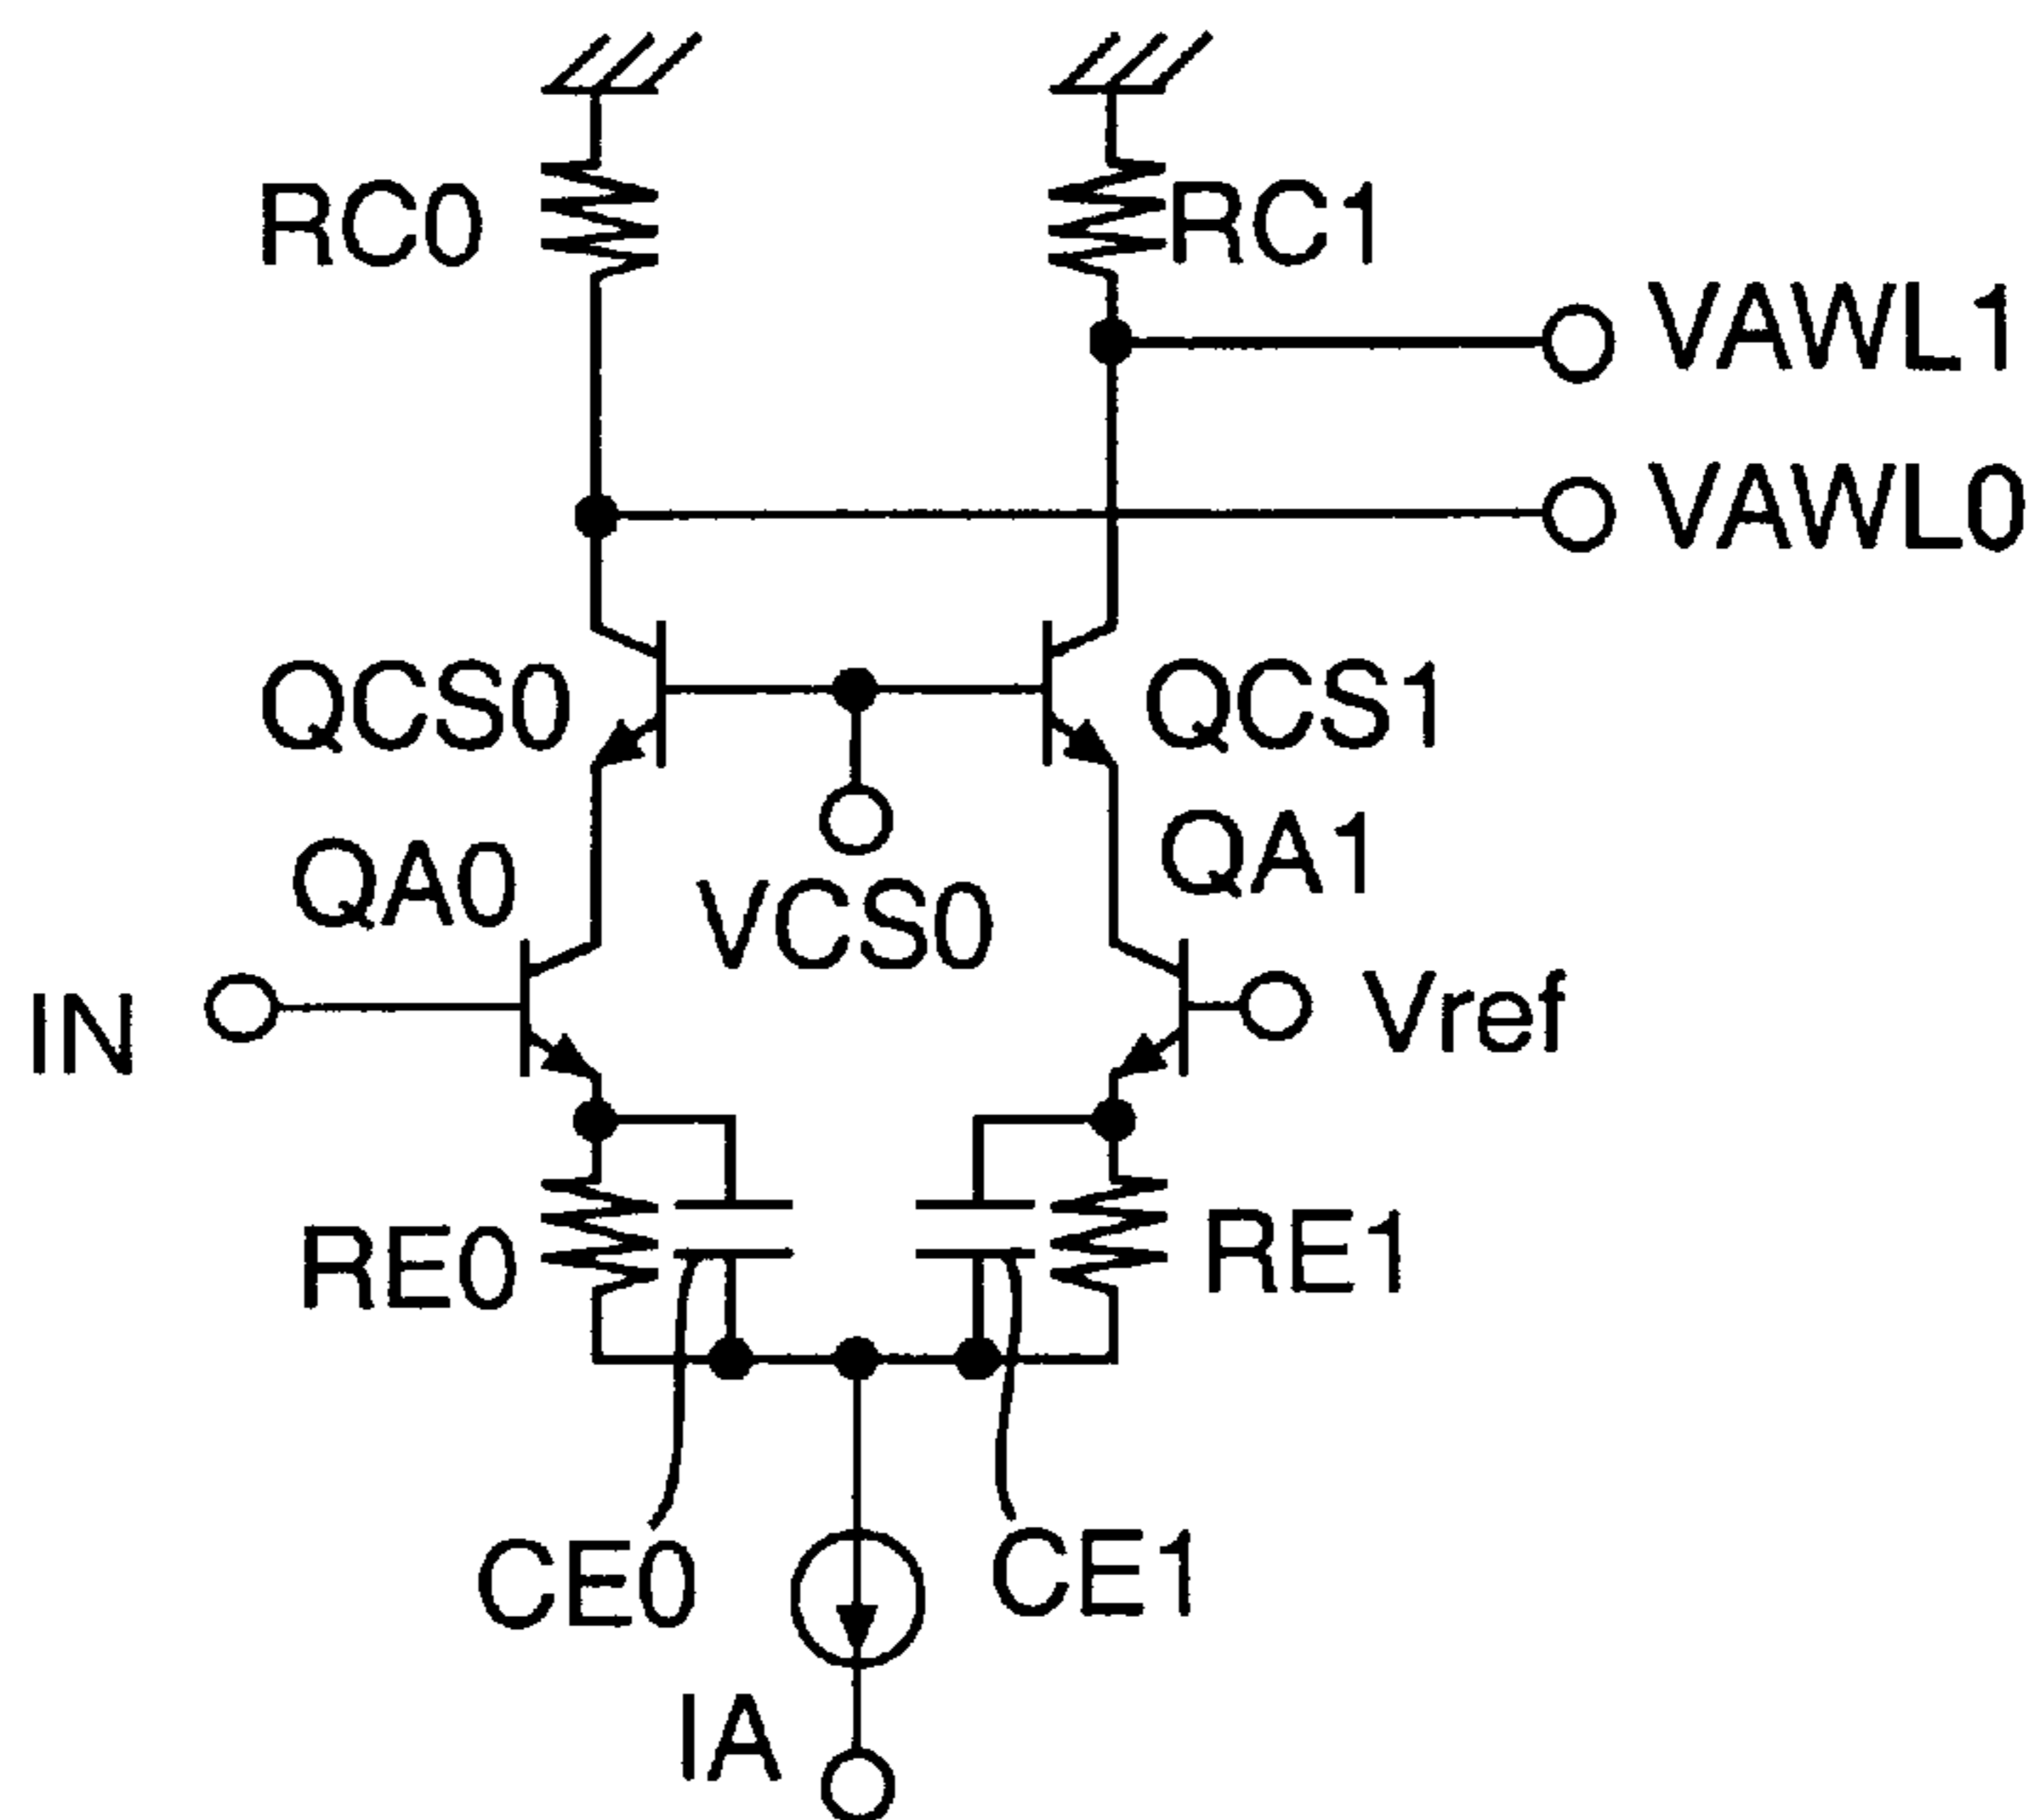 RC0
RC1
VAWL1
VAWL0
QCS0
QCS1
QA0
QA1
VCS0
IN
Vref
RE0
RE1
CE0
CE1
IA